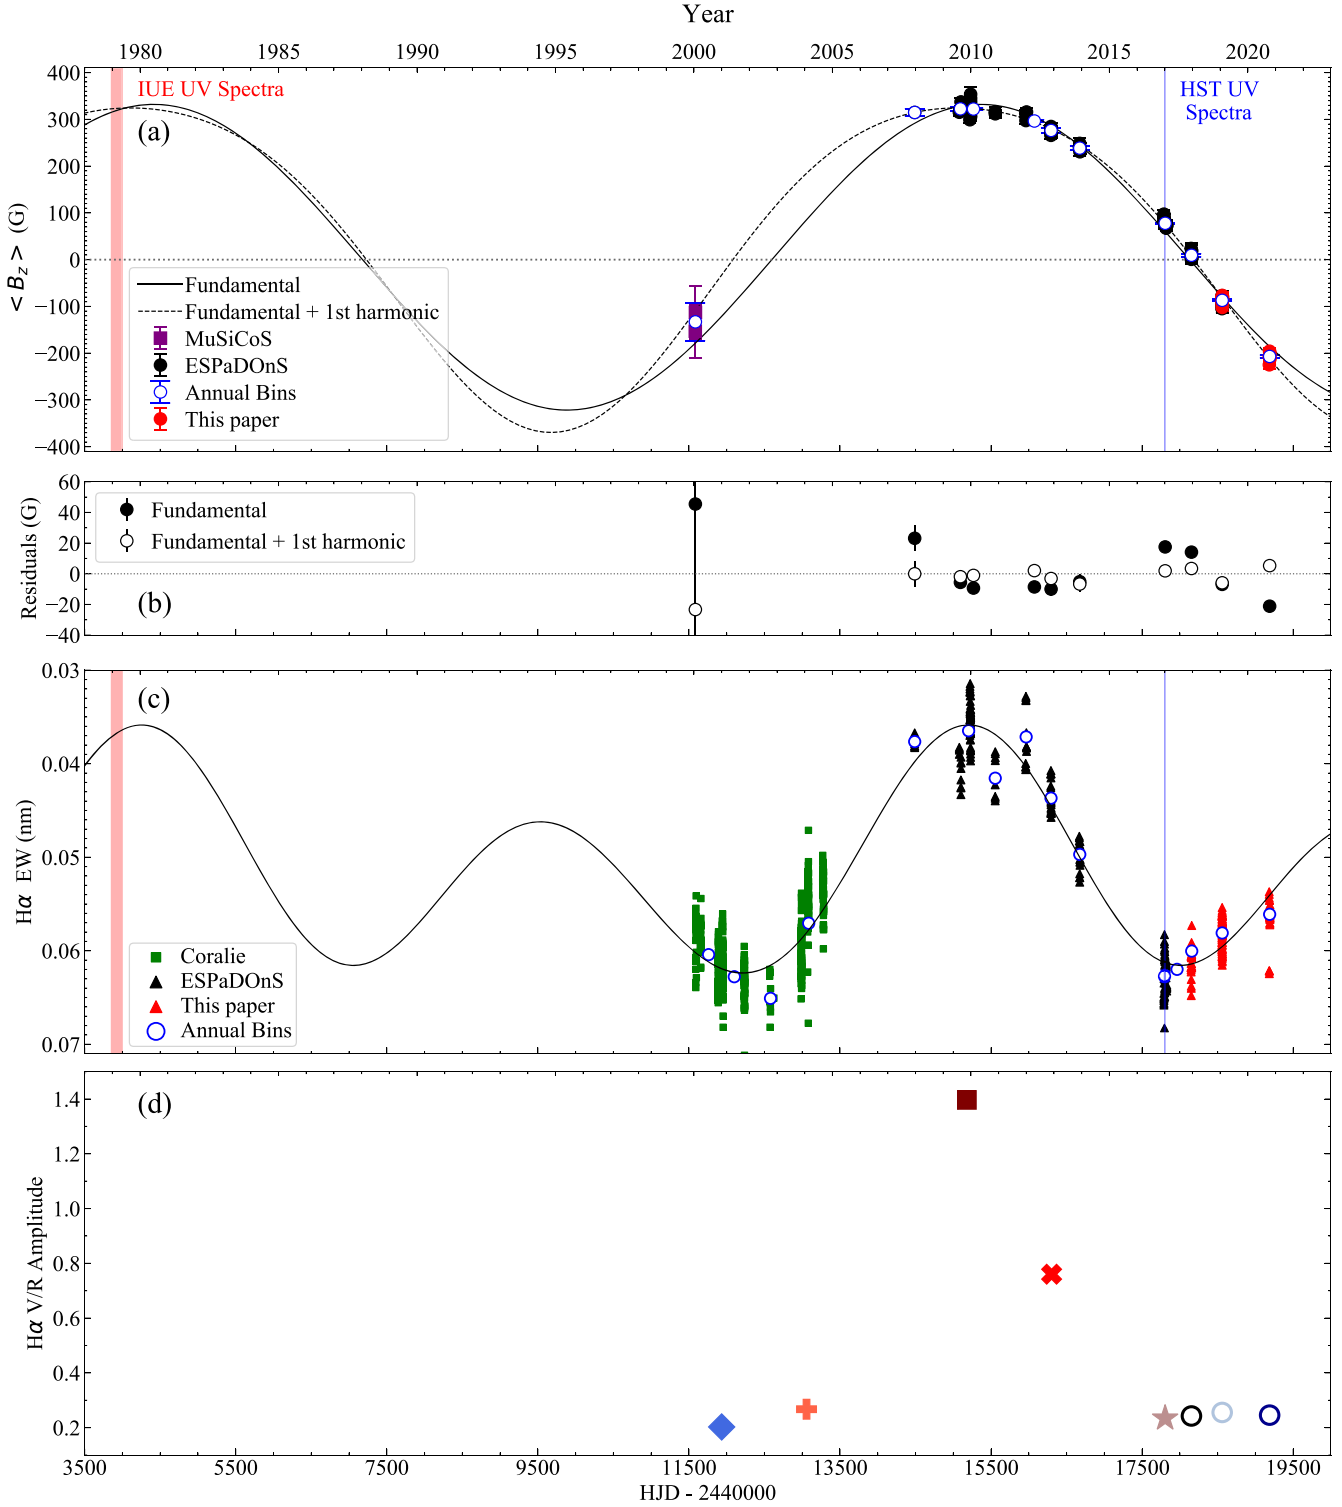 Year
1980 1985 1990 1995 2000 2005 2010 2015 2020
400
300
200
100
0
−100
−200
−300
−400
< B_z > (G)
IUE UV Spectra
HST UV
Spectra
(a)
Fundamental
Fundamental + 1st harmonic
MuSiCoS
ESPaDOnS
Annual Bins
This paper
60
40
20
0
−20
−40
Residuals (G)
Fundamental
Fundamental + 1st harmonic
(b)
0.03
0.04
0.05
0.06
0.07
Hα EW (nm)
(c)
Coralie
ESPaDOnS
This paper
Annual Bins
1.4
1.2
1.0
0.8
0.6
0.4
0.2
Hα V/R Amplitude
(d)
3500 5500 7500 9500 11500 13500 15500 17500 19500
HJD - 2440000